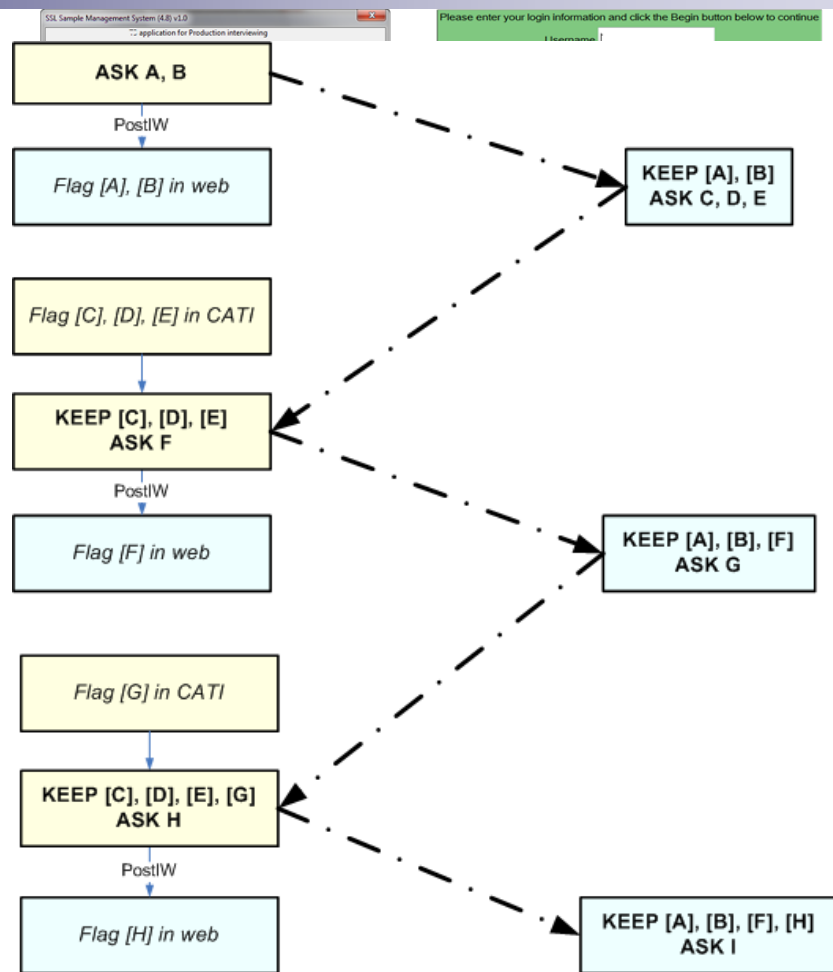 SSL Sample Management System (4.8) v1.0
application for Production interviewing
Please enter your login information and click the Begin button below to continue
Username
ASK A, B
PostIW
Flag [A], [B] in web
KEEP [A], [B]
ASK C, D, E
Flag [C], [D], [E] in CATI
KEEP [C], [D], [E]
ASK F
PostIW
Flag [F] in web
KEEP [A], [B], [F]
ASK G
Flag [G] in CATI
KEEP [C], [D], [E], [G]
ASK H
PostIW
Flag [H] in web
KEEP [A], [B], [F], [H]
ASK I